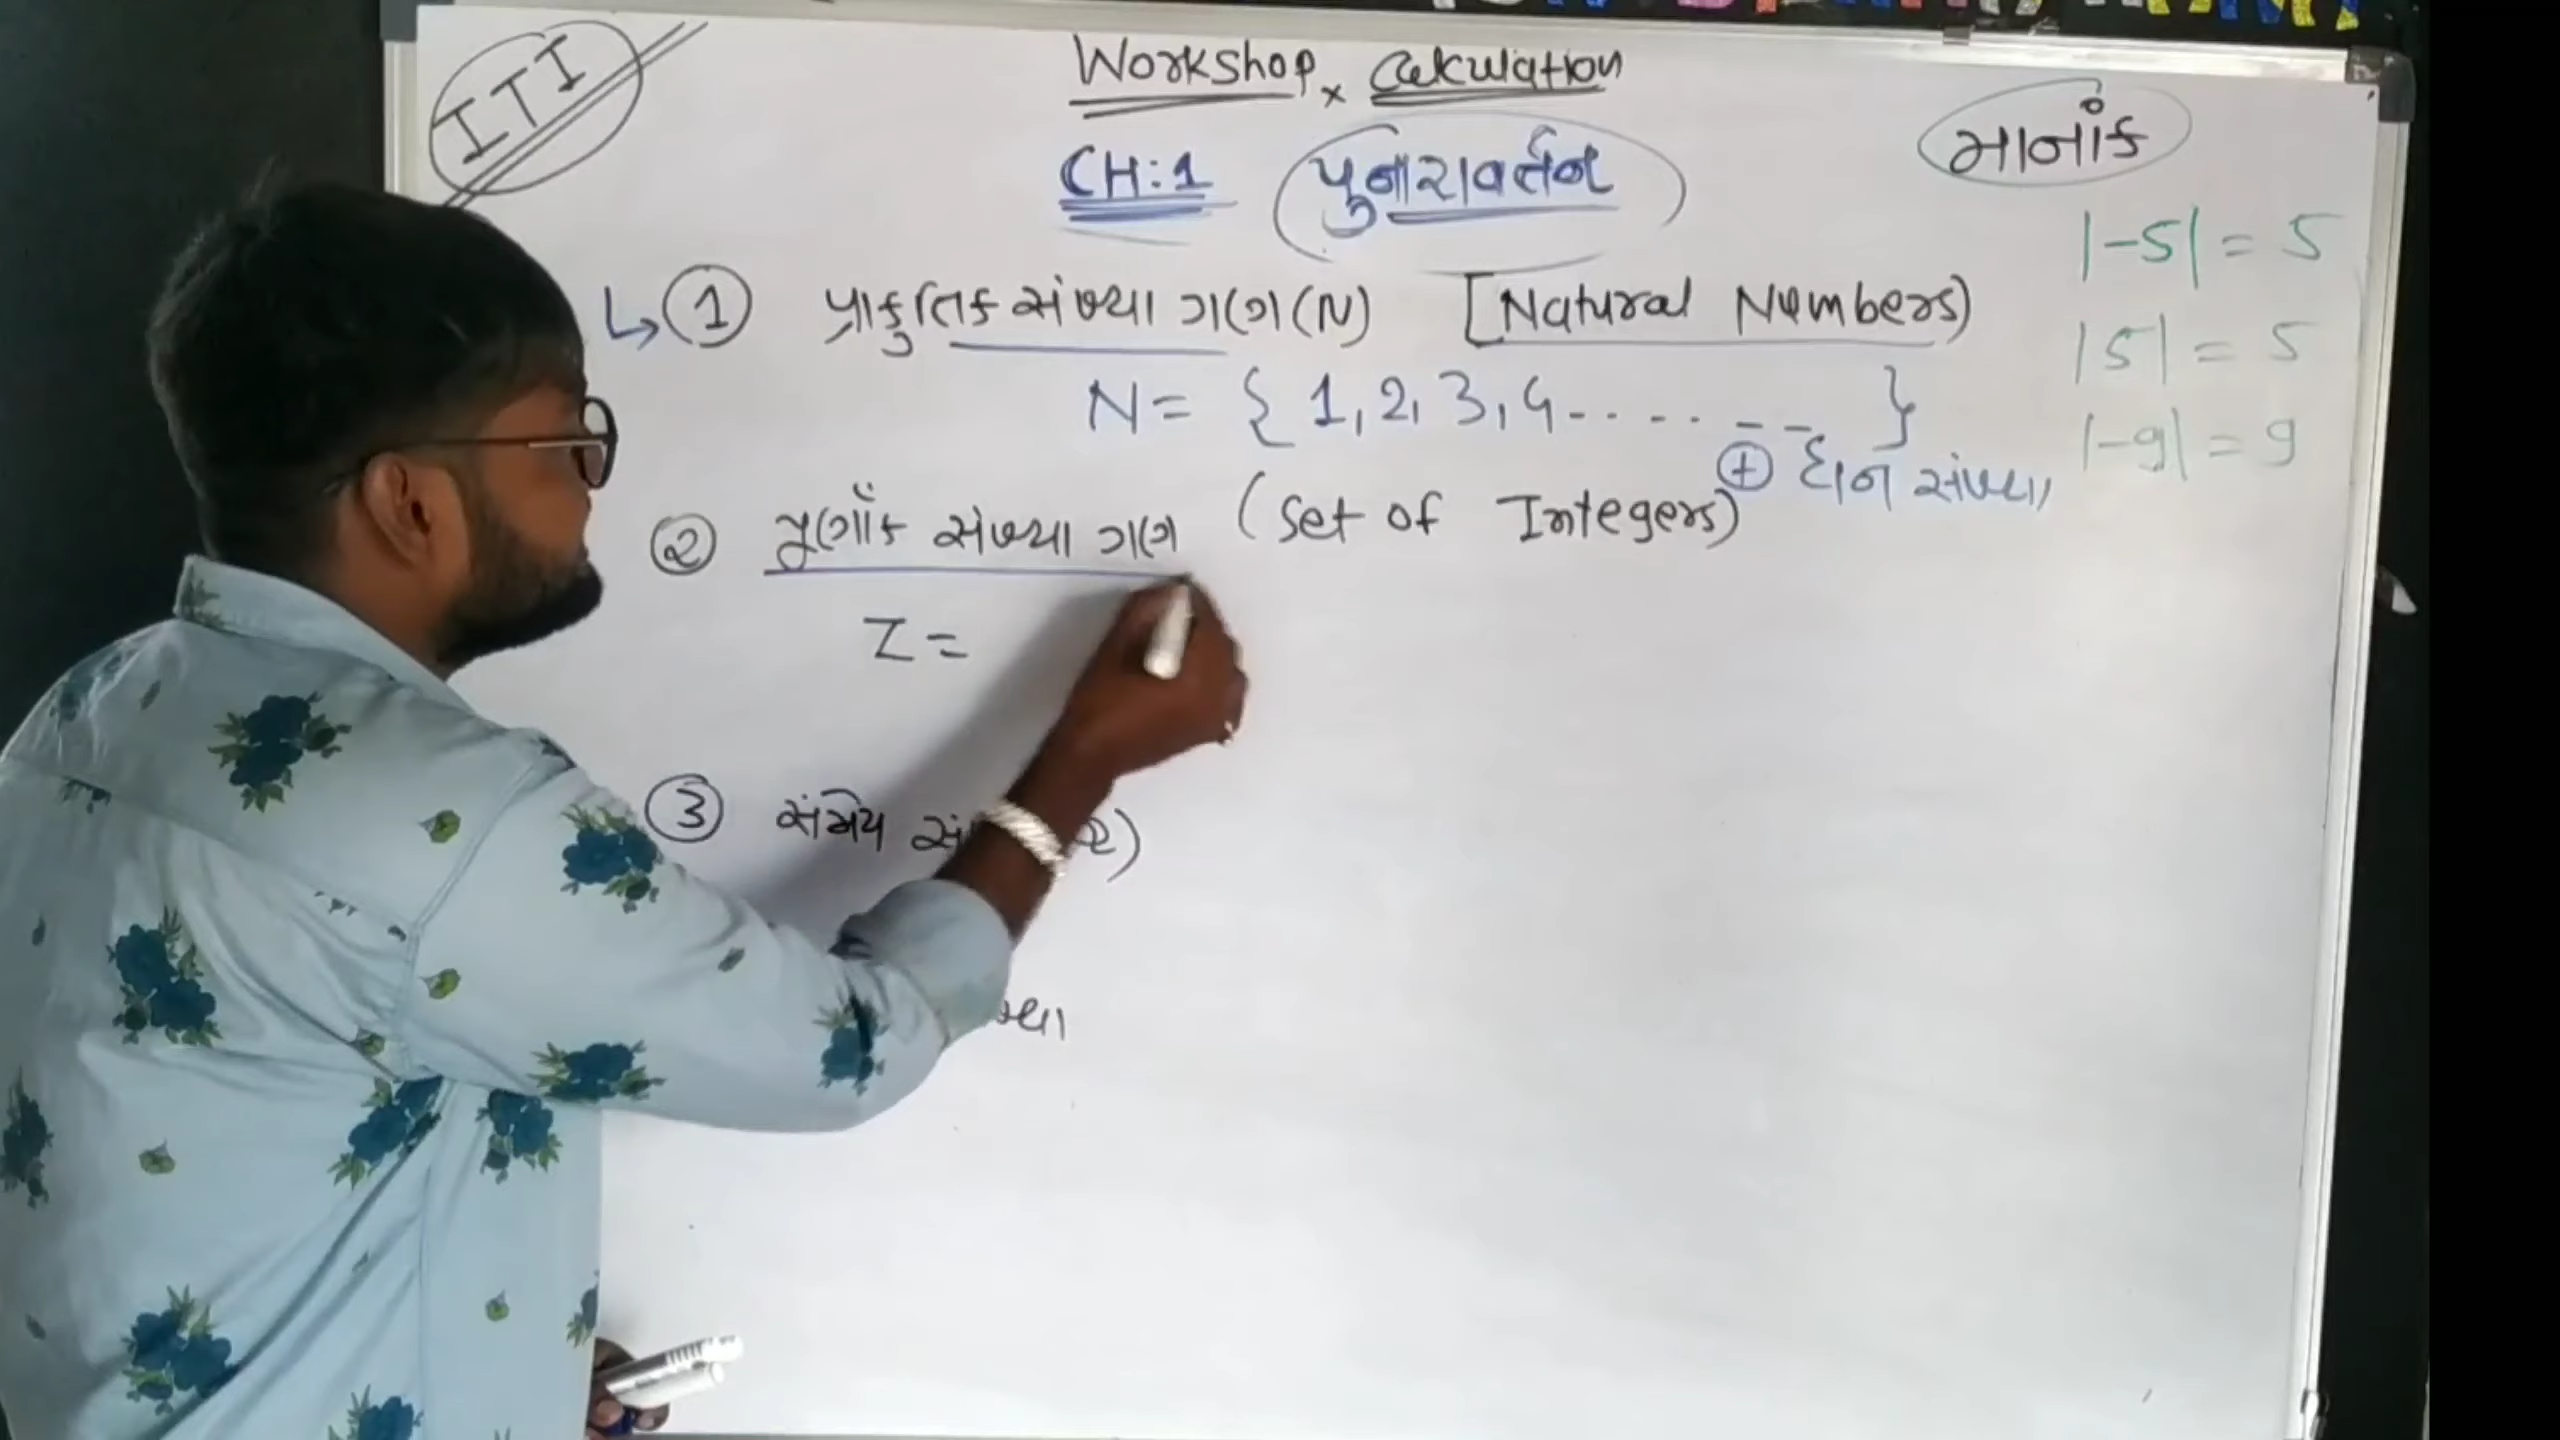 ITI
Workshop × Calculation
CH:1 પુનારાવર્તન
① પ્રાકૃતિક સંખ્યા ગણ (N) [Natural Numbers)
N = { 1, 2, 3, 4 - - . . . . - - }
⊕ ધન સંખ્યા
② પૂર્ણાંક સંખ્યા ગણ (Set of Integers)
Z =
③ સંમેય
માનાંક
|-5| = 5
|5| = 5
|-9| = 9